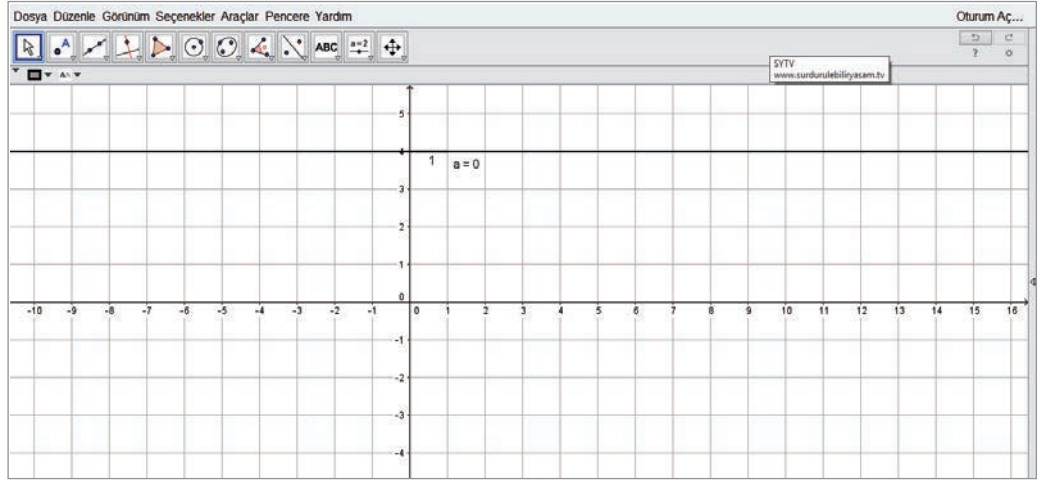 Dosya Düzenle Görünüm Seçenekler Araçlar Pencere Yardım Oturum Aç...
ABC a=2
?
AA
SYTV
www.surdurulebiliryasam.tv
5
4
1 a = 0
3
2
1
0
-10 -9 -8 -7 -6 -5 -4 -3 -2 -1 0 1 2 3 4 5 6 7 8 9 10 11 12 13 14 15 16
-1
-2
-3
-4